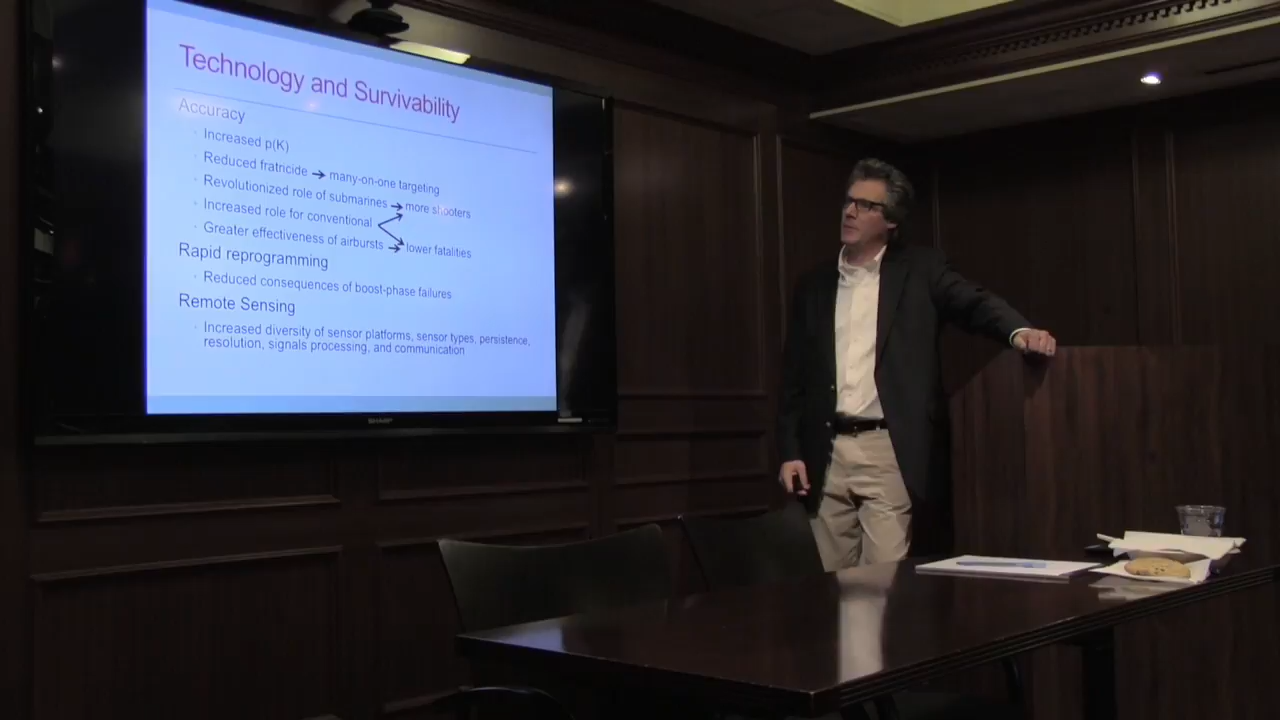 Technology and Survivability
Accuracy
Increased p(K)
Reduced fratricide → many-on-one targeting
Revolutionized role of submarines → more shooters
Increased role for conventional
Greater effectiveness of airbursts → lower fatalities
Rapid reprogramming
Reduced consequences of boost-phase failures
Remote Sensing
Increased diversity of sensor platforms, sensor types, persistence,
resolution, signals processing, and communication
SHARP